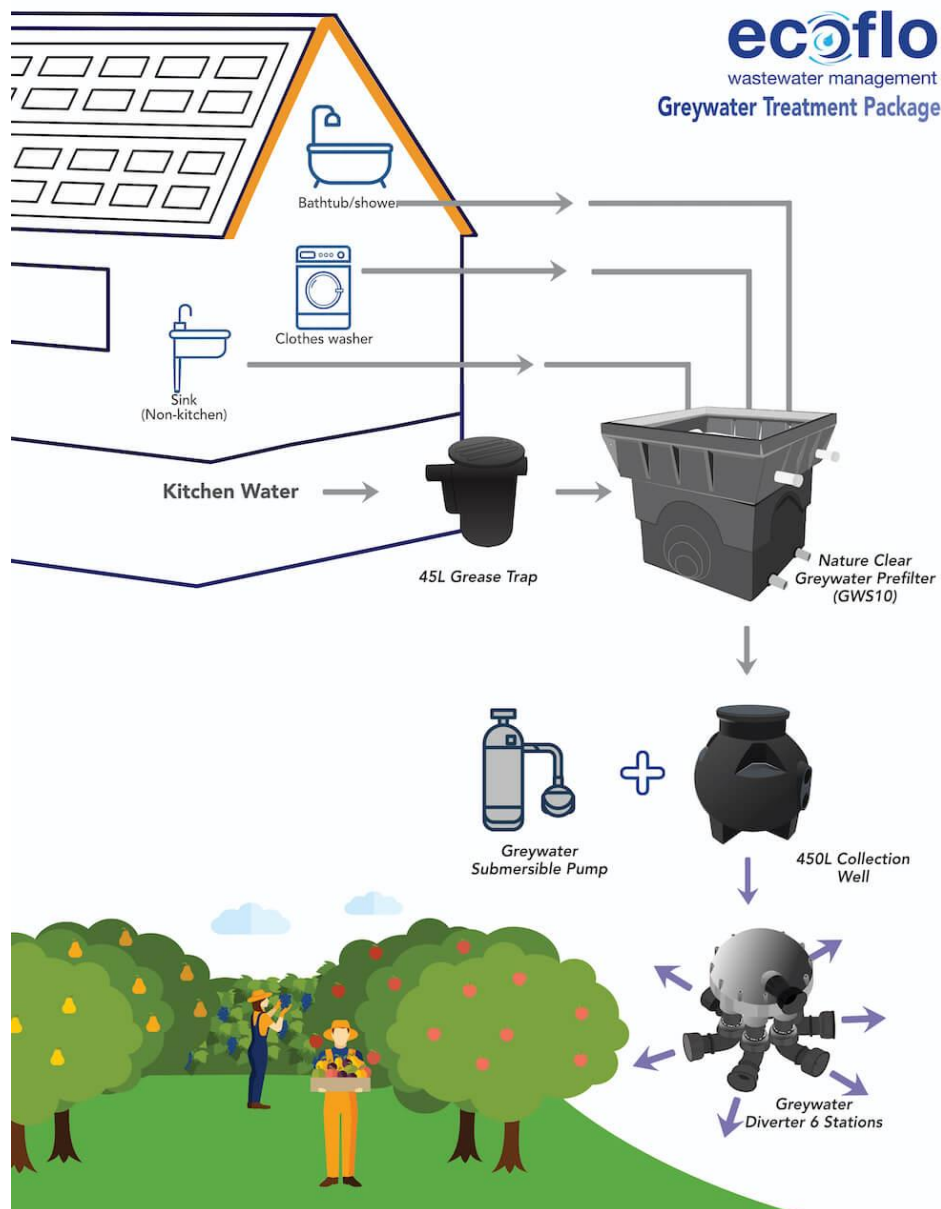 ecoflo
wastewater management
Greywater Treatment Package
Bathtub/shower
Clothes washer
Sink
(Non-kitchen)
Kitchen Water
45L Grease Trap
Nature Clear
Greywater Prefilter
(GWS10)
Greywater
Submersible Pump
450L Collection
Well
Greywater
Diverter 6 Stations